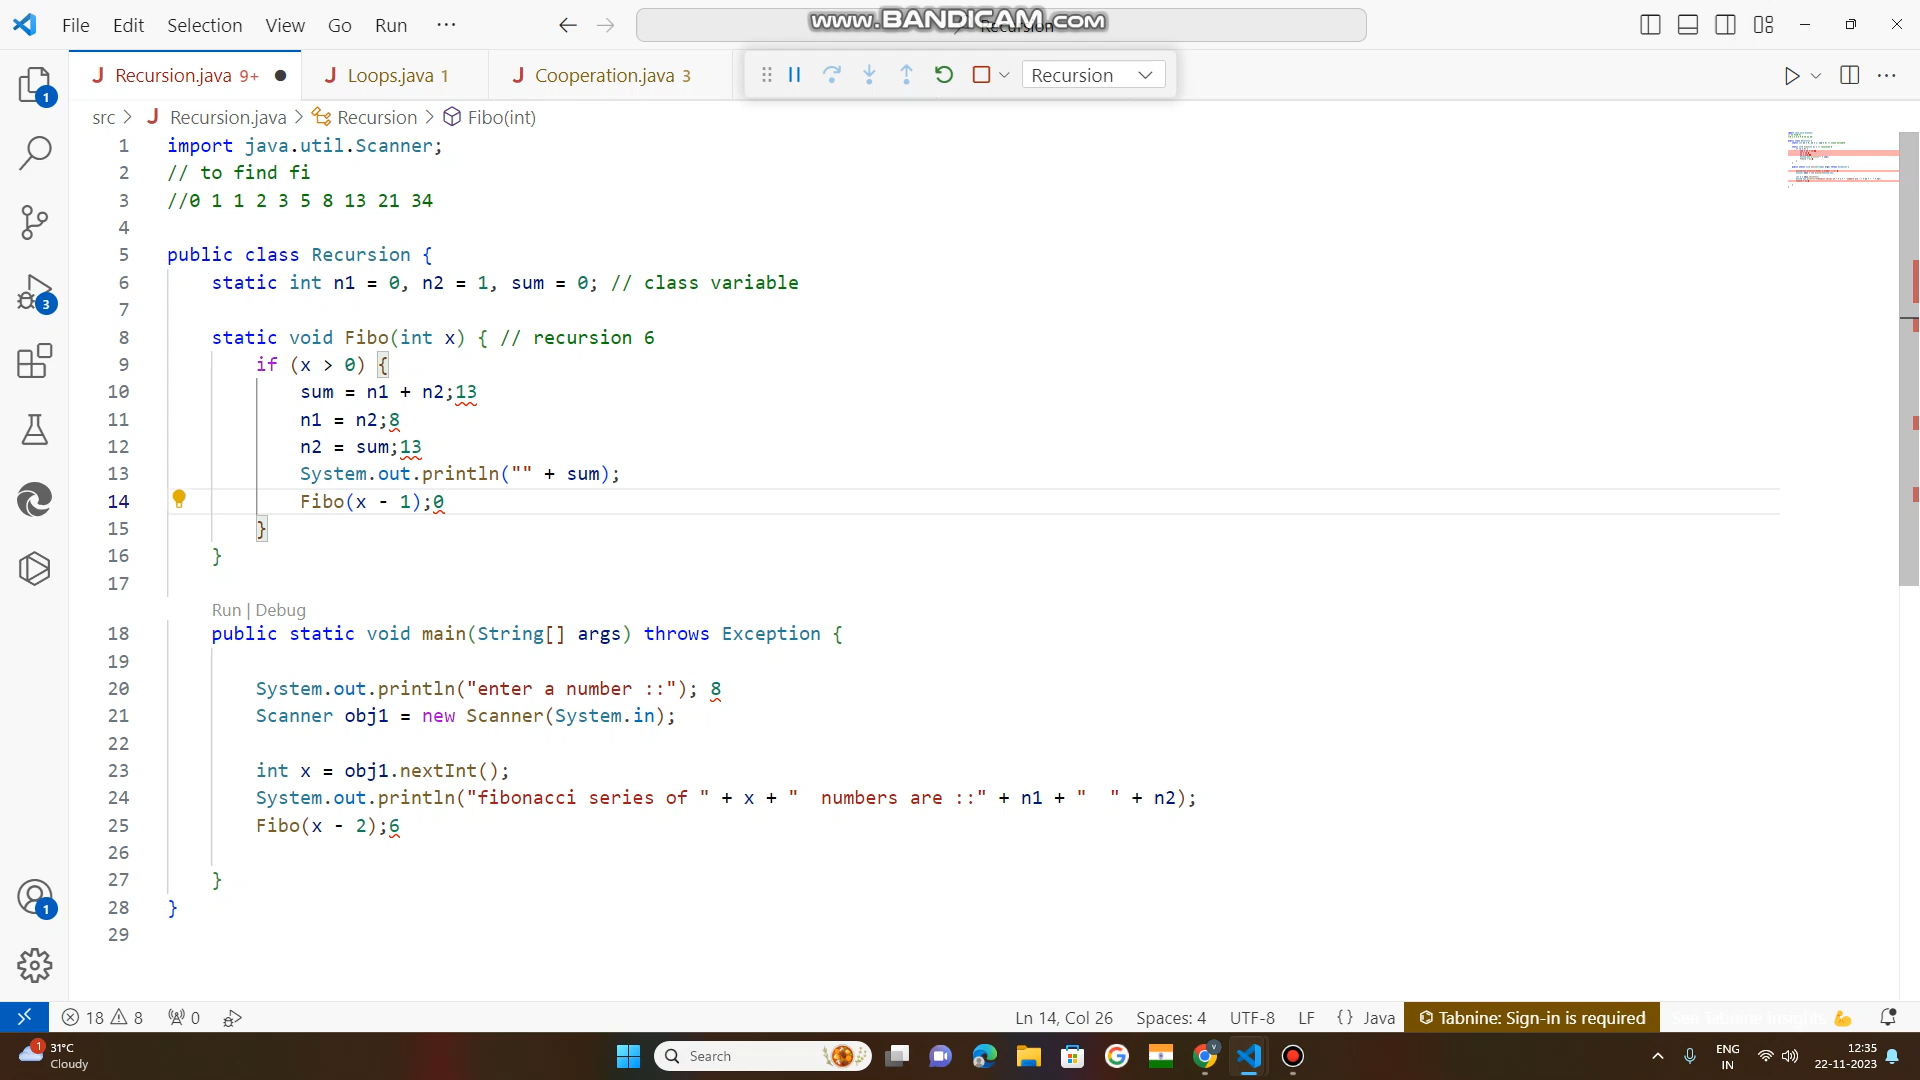 File Edit Selection View Go Run ···
www.BANDICAM.com
Recursion
Recursion.java 9+
Loops.java 1
Cooperation.java 3
Recursion
src > J Recursion.java > Recursion > Fibo(int)
1 import java.util.Scanner;
2 // to find fi
3 //0 1 1 2 3 5 8 13 21 34
4
5 public class Recursion {
6 static int n1 = 0, n2 = 1, sum = 0; // class variable
7
8 static void Fibo(int x) { // recursion 6
9 if (x > 0) {
10 sum = n1 + n2;13
11 n1 = n2;8
12 n2 = sum;13
13 System.out.println("" + sum);
14 Fibo(x - 1);0
15 }
16 }
17
Run | Debug
18 public static void main(String[] args) throws Exception {
19
20 System.out.println("enter a number ::"); 8
21 Scanner obj1 = new Scanner(System.in);
22
23 int x = obj1.nextInt();
24 System.out.println("fibonacci series of " + x + "  numbers are ::" + n1 + "  " + n2);
25 Fibo(x - 2);6
26
27 }
28 }
29
1
3
1
18 8 0
Ln 14, Col 26 Spaces: 4 UTF-8 LF {} Java Tabnine: Sign-in is required
1 31°C
Cloudy
Search
ENG
IN
12:35
22-11-2023